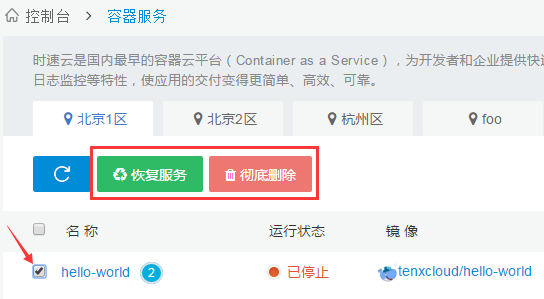 控制台 > 容器服务
时速云是国内最早的容器云平台（Container as a Service），为开发者和企业提供快
日志监控等特性，使应用的交付变得更简单、高效、可靠。
北京1区 北京2区 杭州区 foo
恢复服务 彻底删除
名 称 运行状态 镜 像
hello-world 2 已停止 tenxcloud/hello-world